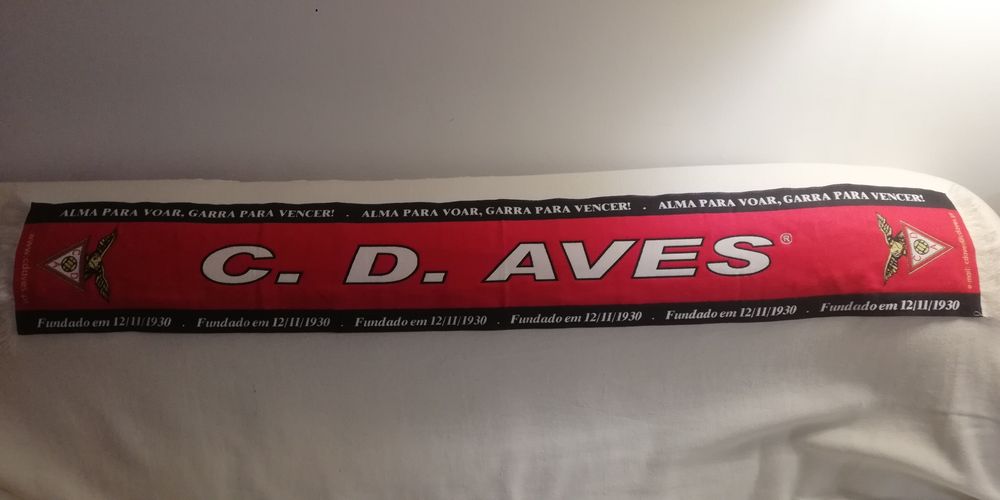 ALMA PARA VOAR, GARRA PARA VENCER! . ALMA PARA VOAR, GARRA PARA VENCER! . ALMA PARA VOAR, GARRA PARA VENCER!
C. D. AVES®
Fundado em 12/11/1930 . Fundado em 12/11/1930 . Fundado em 12/11/1930 . Fundado em 12/11/1930 . Fundado em 12/11/1930 . Fundado em 12/11/1930